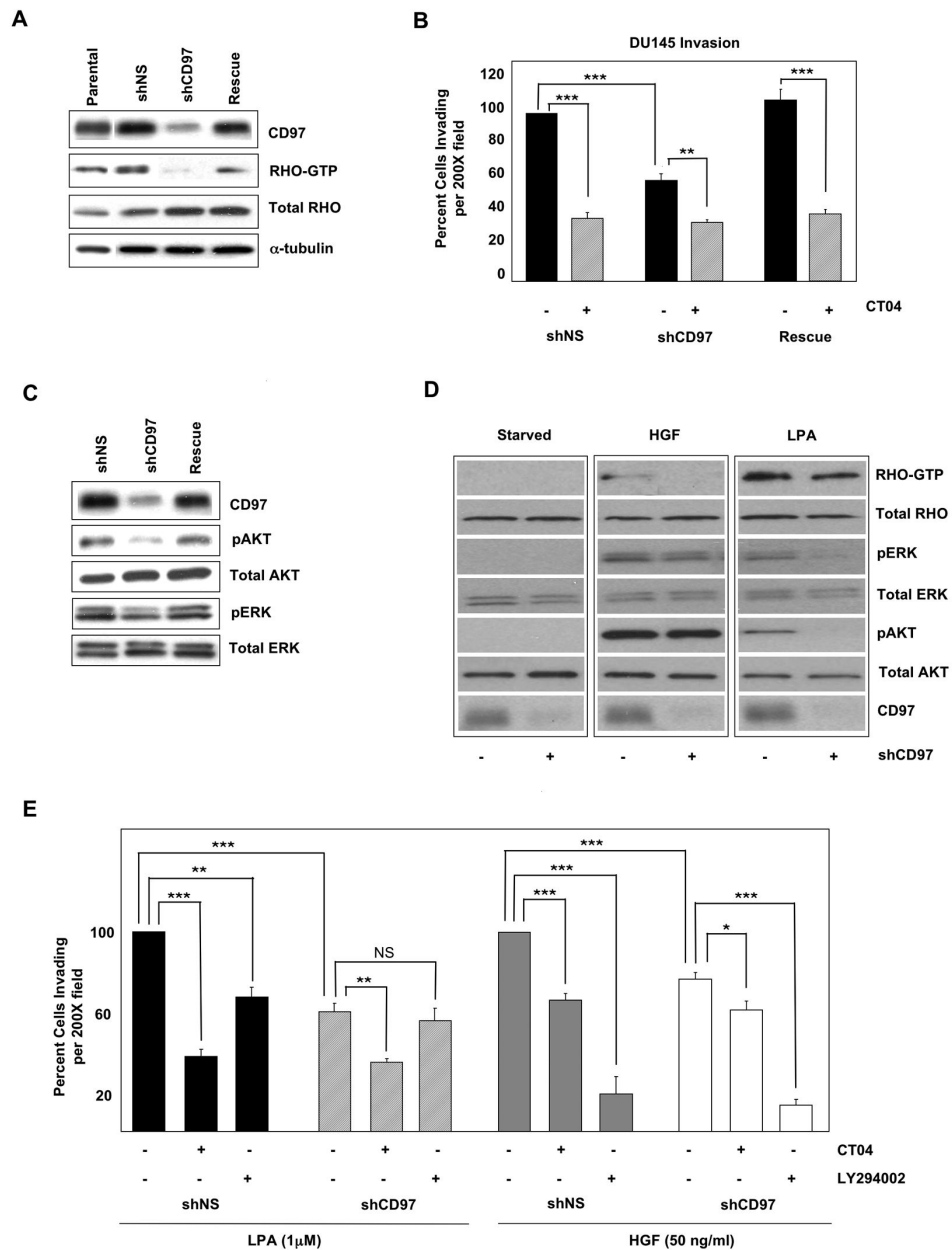 A
Parental
shNS
shCD97
Rescue
CD97
RHO-GTP
Total RHO
α-tubulin
B
DU145 Invasion
Percent Cells Invading
per 200X field
120
100
80
60
40
20
0
***
***
**
***
- + - + - + CT04
shNS shCD97 Rescue
C
shNS
shCD97
Rescue
CD97
pAKT
Total AKT
pERK
Total ERK
D
Starved HGF LPA
RHO-GTP
Total RHO
pERK
Total ERK
pAKT
Total AKT
CD97
- + - + - + shCD97
E
Percent Cells Invading
per 200X field
100
60
20
***
**
***
NS
**
***
***
***
***
*
- + - - + - - + - - + - CT04
- - + - - + - - + - - + LY294002
shNS shCD97 shNS shCD97
LPA (1μM) HGF (50 ng/ml)